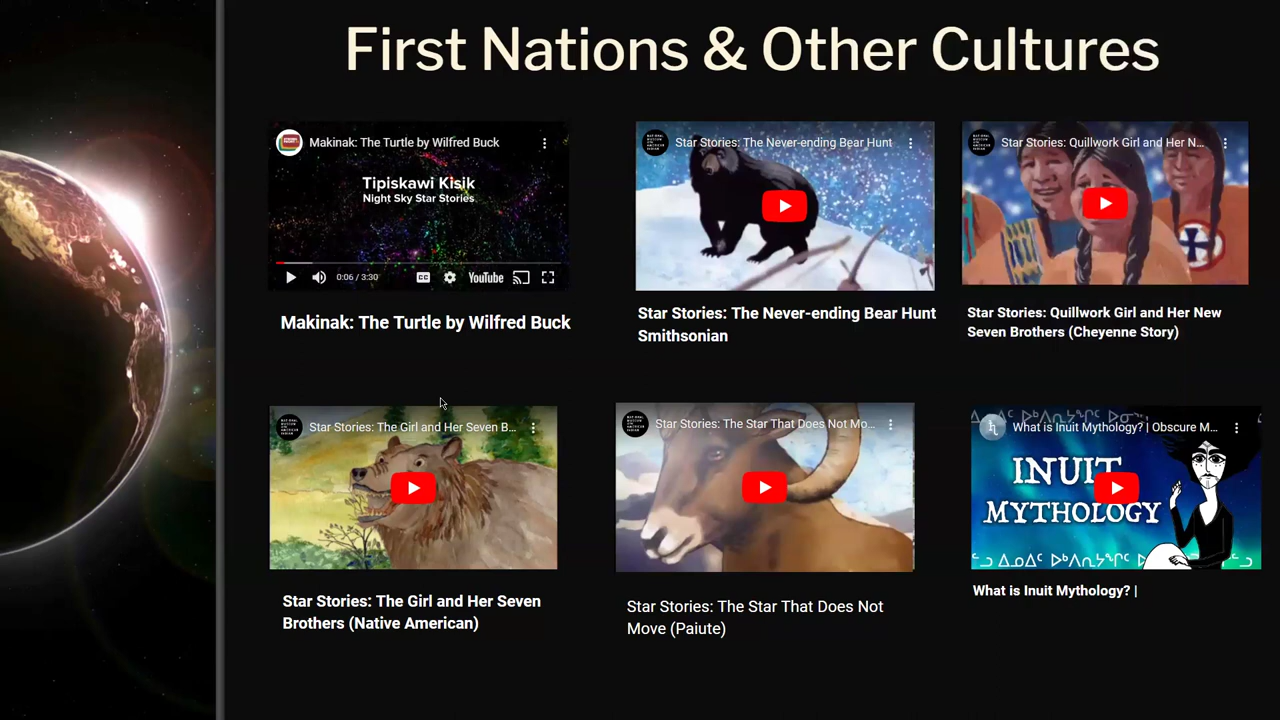 First Nations & Other Cultures
Makinak: The Turtle by Wilfred Buck
Tipiskawi Kisik
Night Sky Star Stories
0:06 / 3:30
CC
YouTube
Makinak: The Turtle by Wilfred Buck
Star Stories: The Never-ending Bear Hunt
Star Stories: The Never-ending Bear Hunt
Smithsonian
Star Stories: Quillwork Girl and Her N...
Star Stories: Quillwork Girl and Her New
Seven Brothers (Cheyenne Story)
Star Stories: The Girl and Her Seven B...
Star Stories: The Girl and Her Seven
Brothers (Native American)
Star Stories: The Star That Does Not Mo...
Star Stories: The Star That Does Not
Move (Paiute)
What is Inuit Mythology? | Obscure M...
INUIT
MYTHOLOGY
What is Inuit Mythology? |